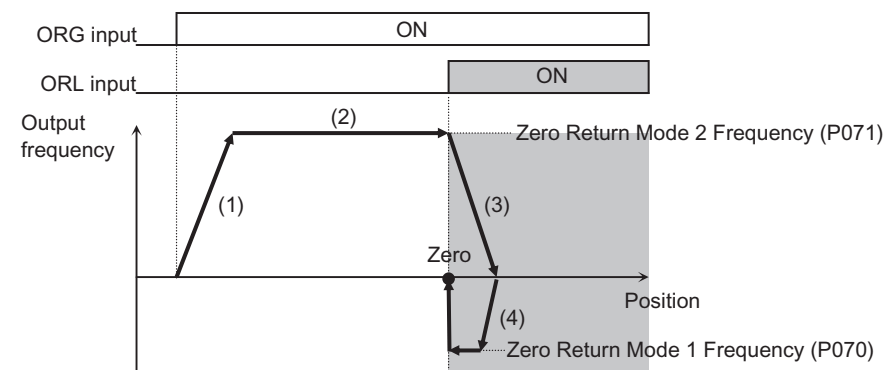 ORG input
ON
ORL input
ON
Output
frequency
(2)
Zero Return Mode 2 Frequency (P071)
(1)
(3)
Zero
Position
(4)
Zero Return Mode 1 Frequency (P070)